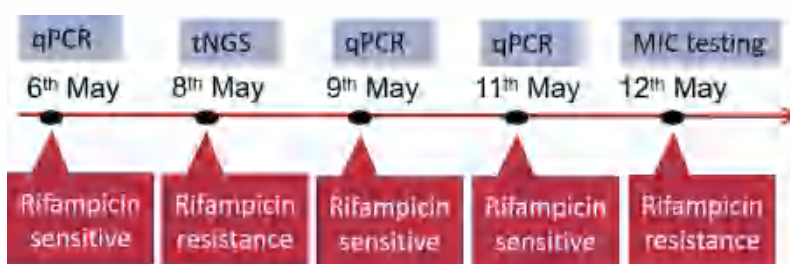 qPCR tNGS qPCR qPCR MIC testing
6th May 8th May 9th May 11th May 12th May
Rifampicin sensitive
Rifampicin resistance
Rifampicin sensitive
Rifampicin sensitive
Rifampicin resistance